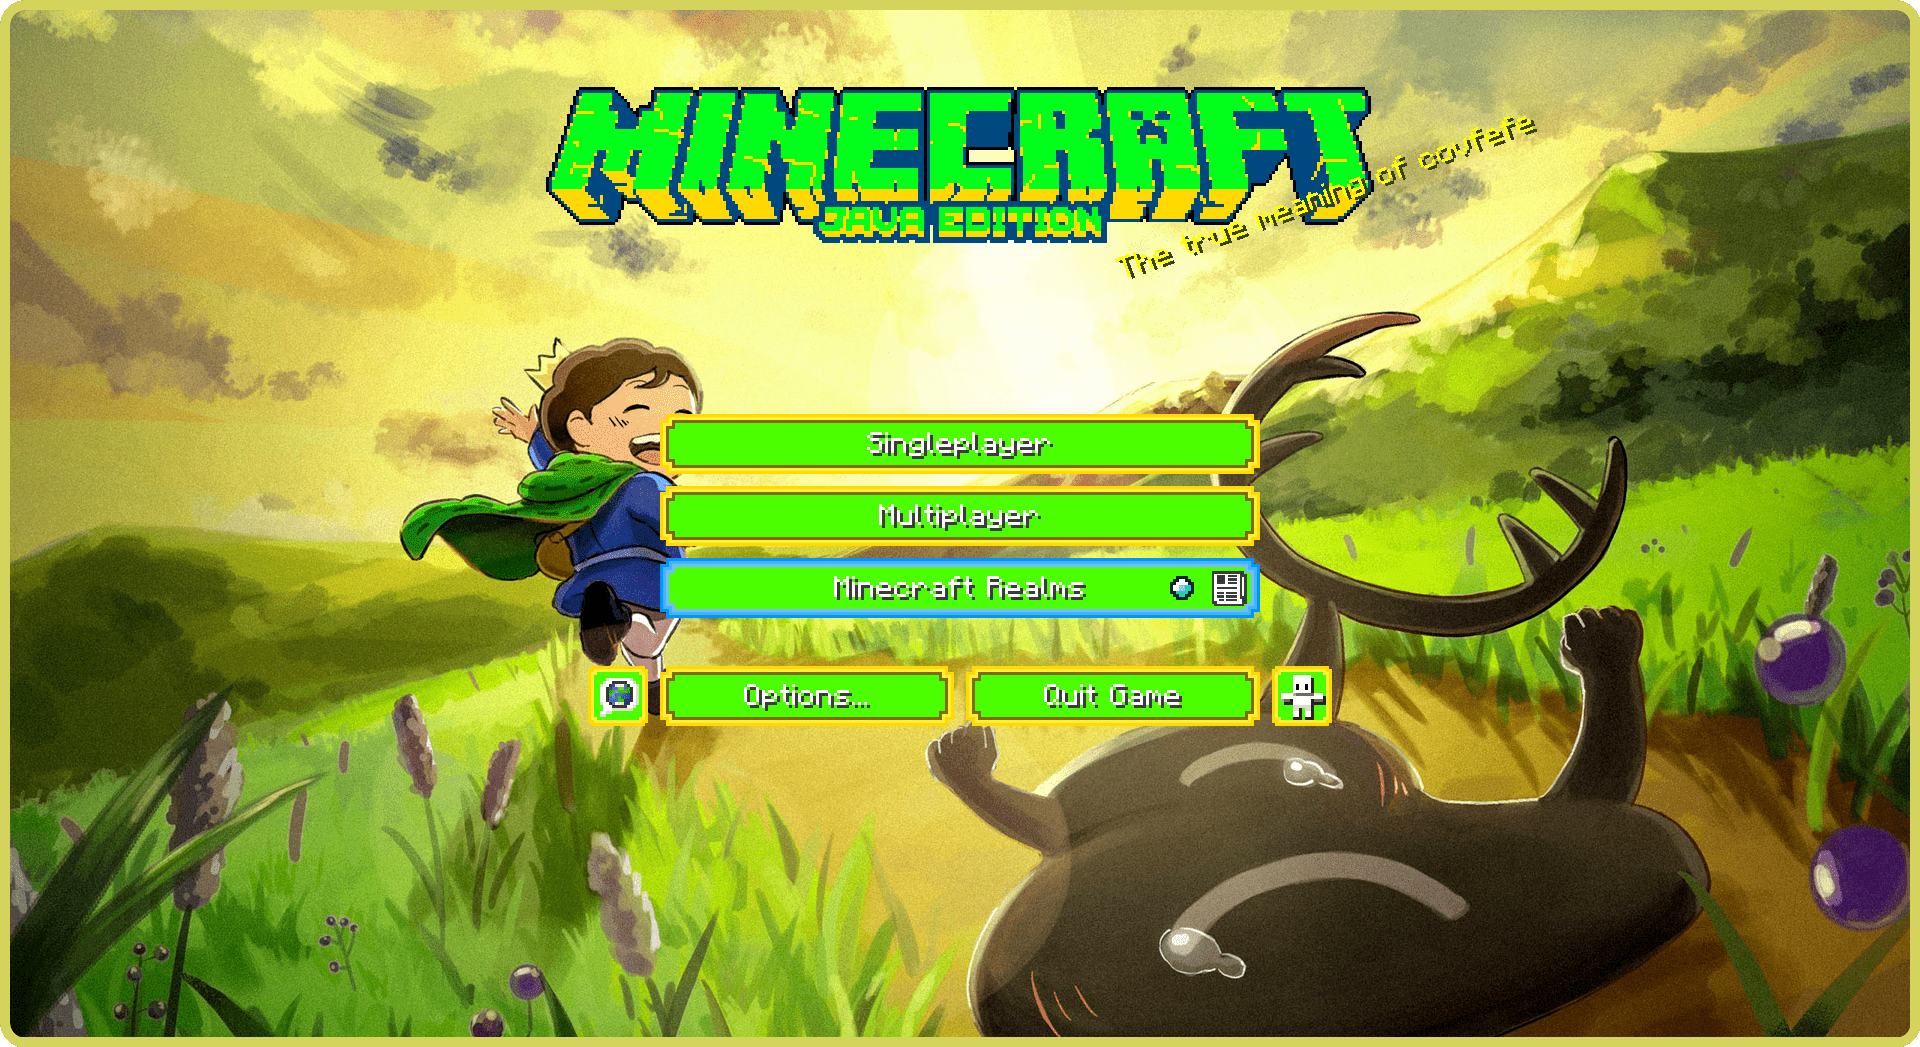 MINECRAFT
JAVA EDITION
The true meaning of covfefe
Singleplayer
Multiplayer
Minecraft Realms
Options...
Quit Game